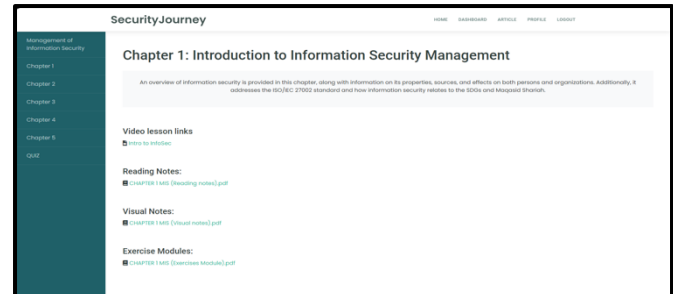 SecurityJourney
HOME DASHBOARD ARTICLE PROFILE LOGOUT
Management of
Information Security
Chapter 1
Chapter 2
Chapter 3
Chapter 4
Chapter 5
QUIZ
Chapter 1: Introduction to Information Security Management
An overview of information security is provided in this chapter, along with information on its properties, sources, and effects on both persons and organizations. Additionally, it
addresses the ISO/IEC 27002 standard and how information security relates to the SDGs and Maqasid Shariah.
Video lesson links
Intro to InfoSec
Reading Notes:
CHAPTER 1 MIS (Reading notes).pdf
Visual Notes:
CHAPTER 1 MIS (Visual notes).pdf
Exercise Modules:
CHAPTER 1 MIS (Exercises Module).pdf